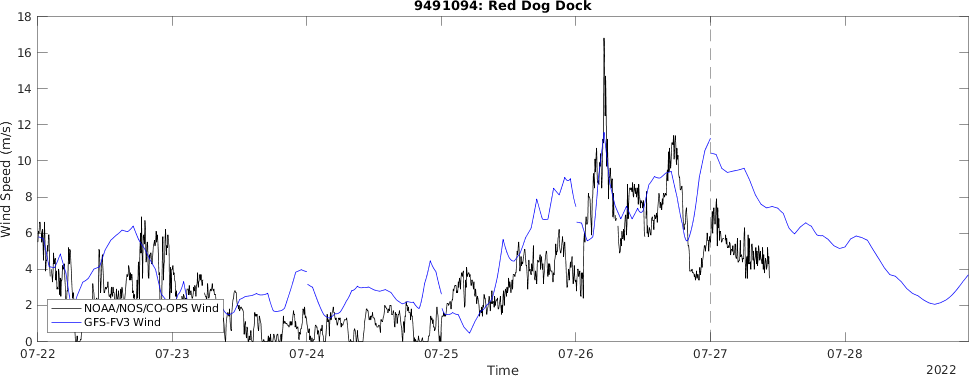 9491094: Red Dog Dock
Wind Speed (m/s)
18
16
14
12
10
8
6
4
2
0
NOAA/NOS/CO-OPS Wind
GFS-FV3 Wind
07-22 07-23 07-24 07-25 07-26 07-27 07-28
Time
2022